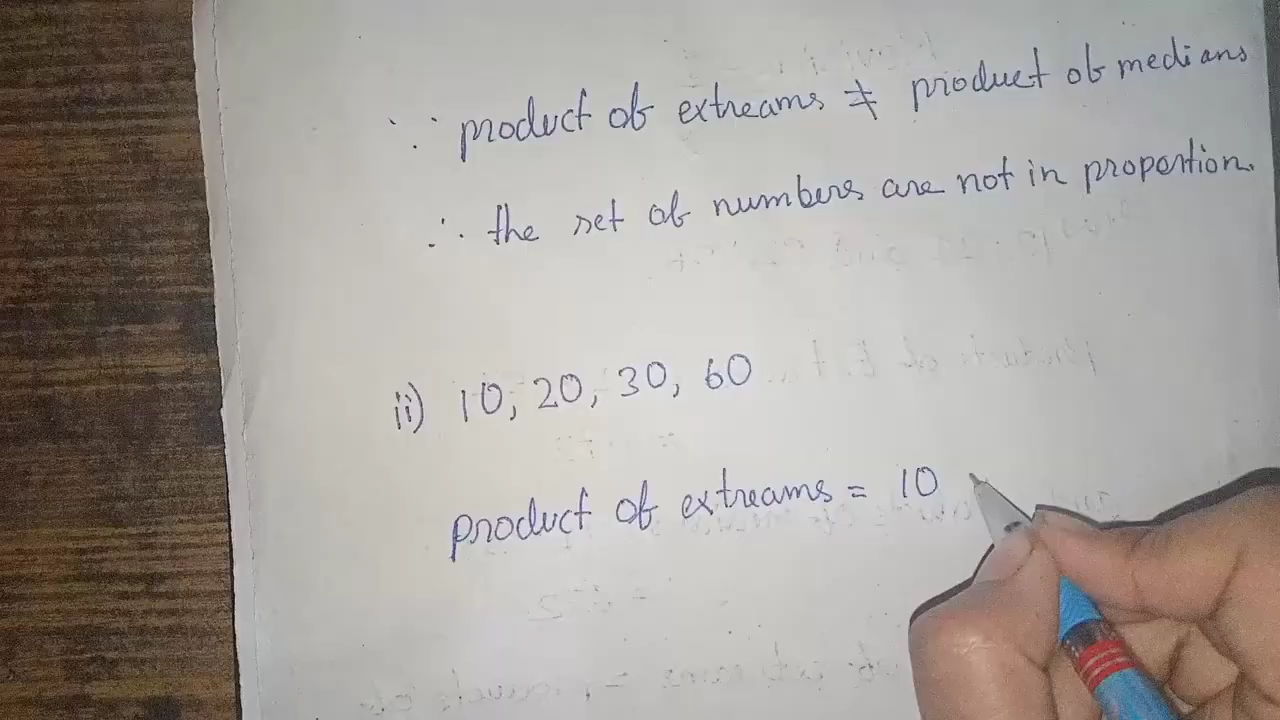 ∵ product of extreams ≠ product of medians
∴ the set of numbers are not in proportion.
ii) 10, 20, 30, 60
product of extreams = 10